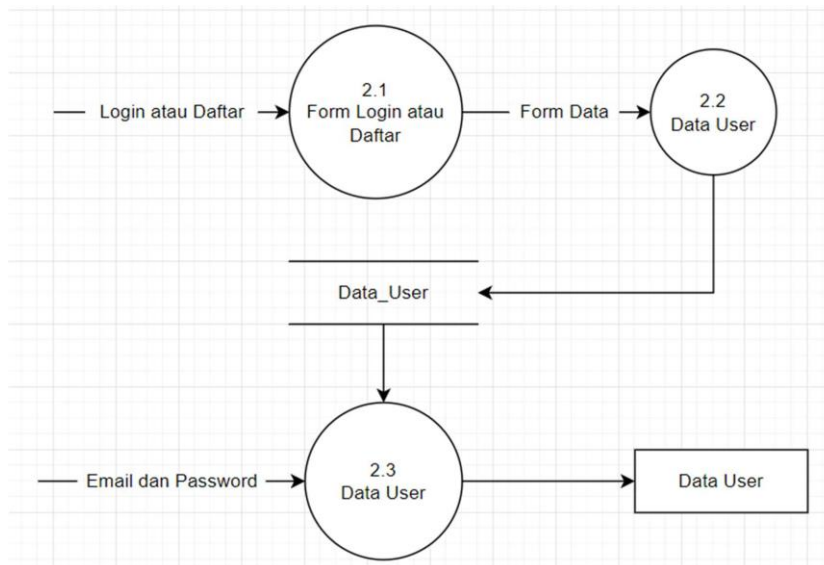 2.1
Form Login atau
Daftar
Login atau Daftar
Form Data
2.2
Data User
Data_User
2.3
Data User
Email dan Password
Data User